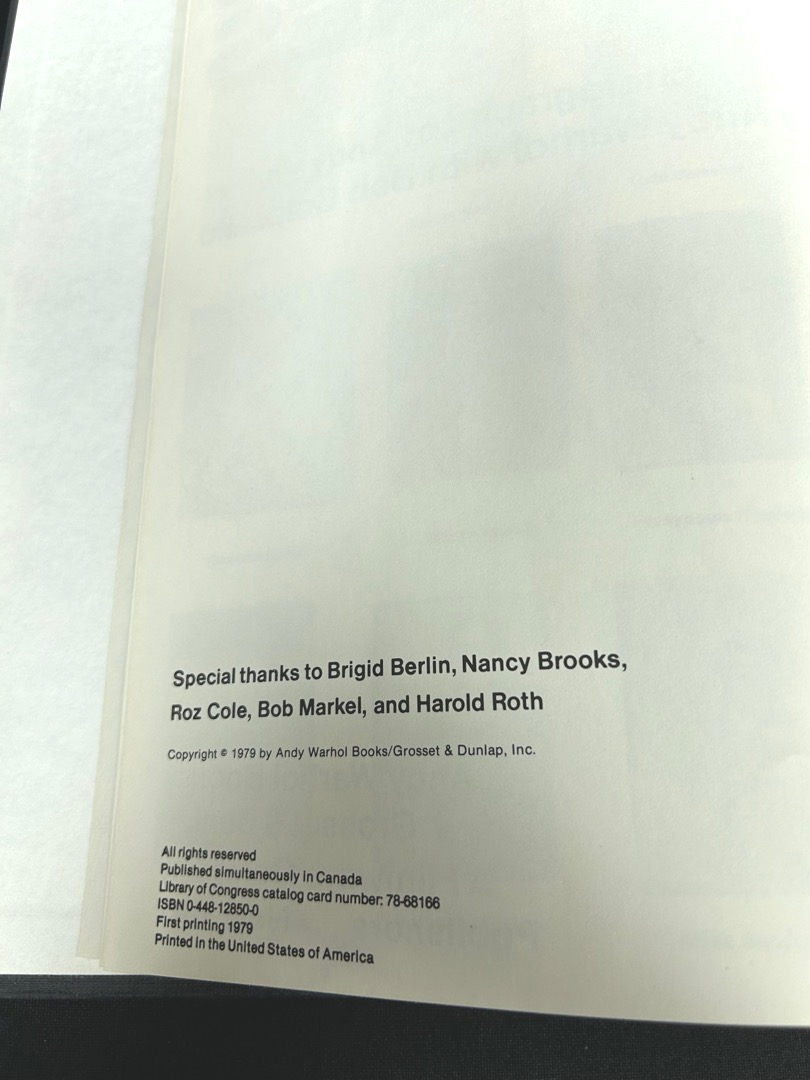 Special thanks to Brigid Berlin, Nancy Brooks,
Roz Cole, Bob Markel, and Harold Roth
Copyright © 1979 by Andy Warhol Books/Grosset & Dunlap, Inc.
All rights reserved
Published simultaneously in Canada
Library of Congress catalog card number: 78-68166
ISBN 0-448-12850-0
First printing 1979
Printed in the United States of America